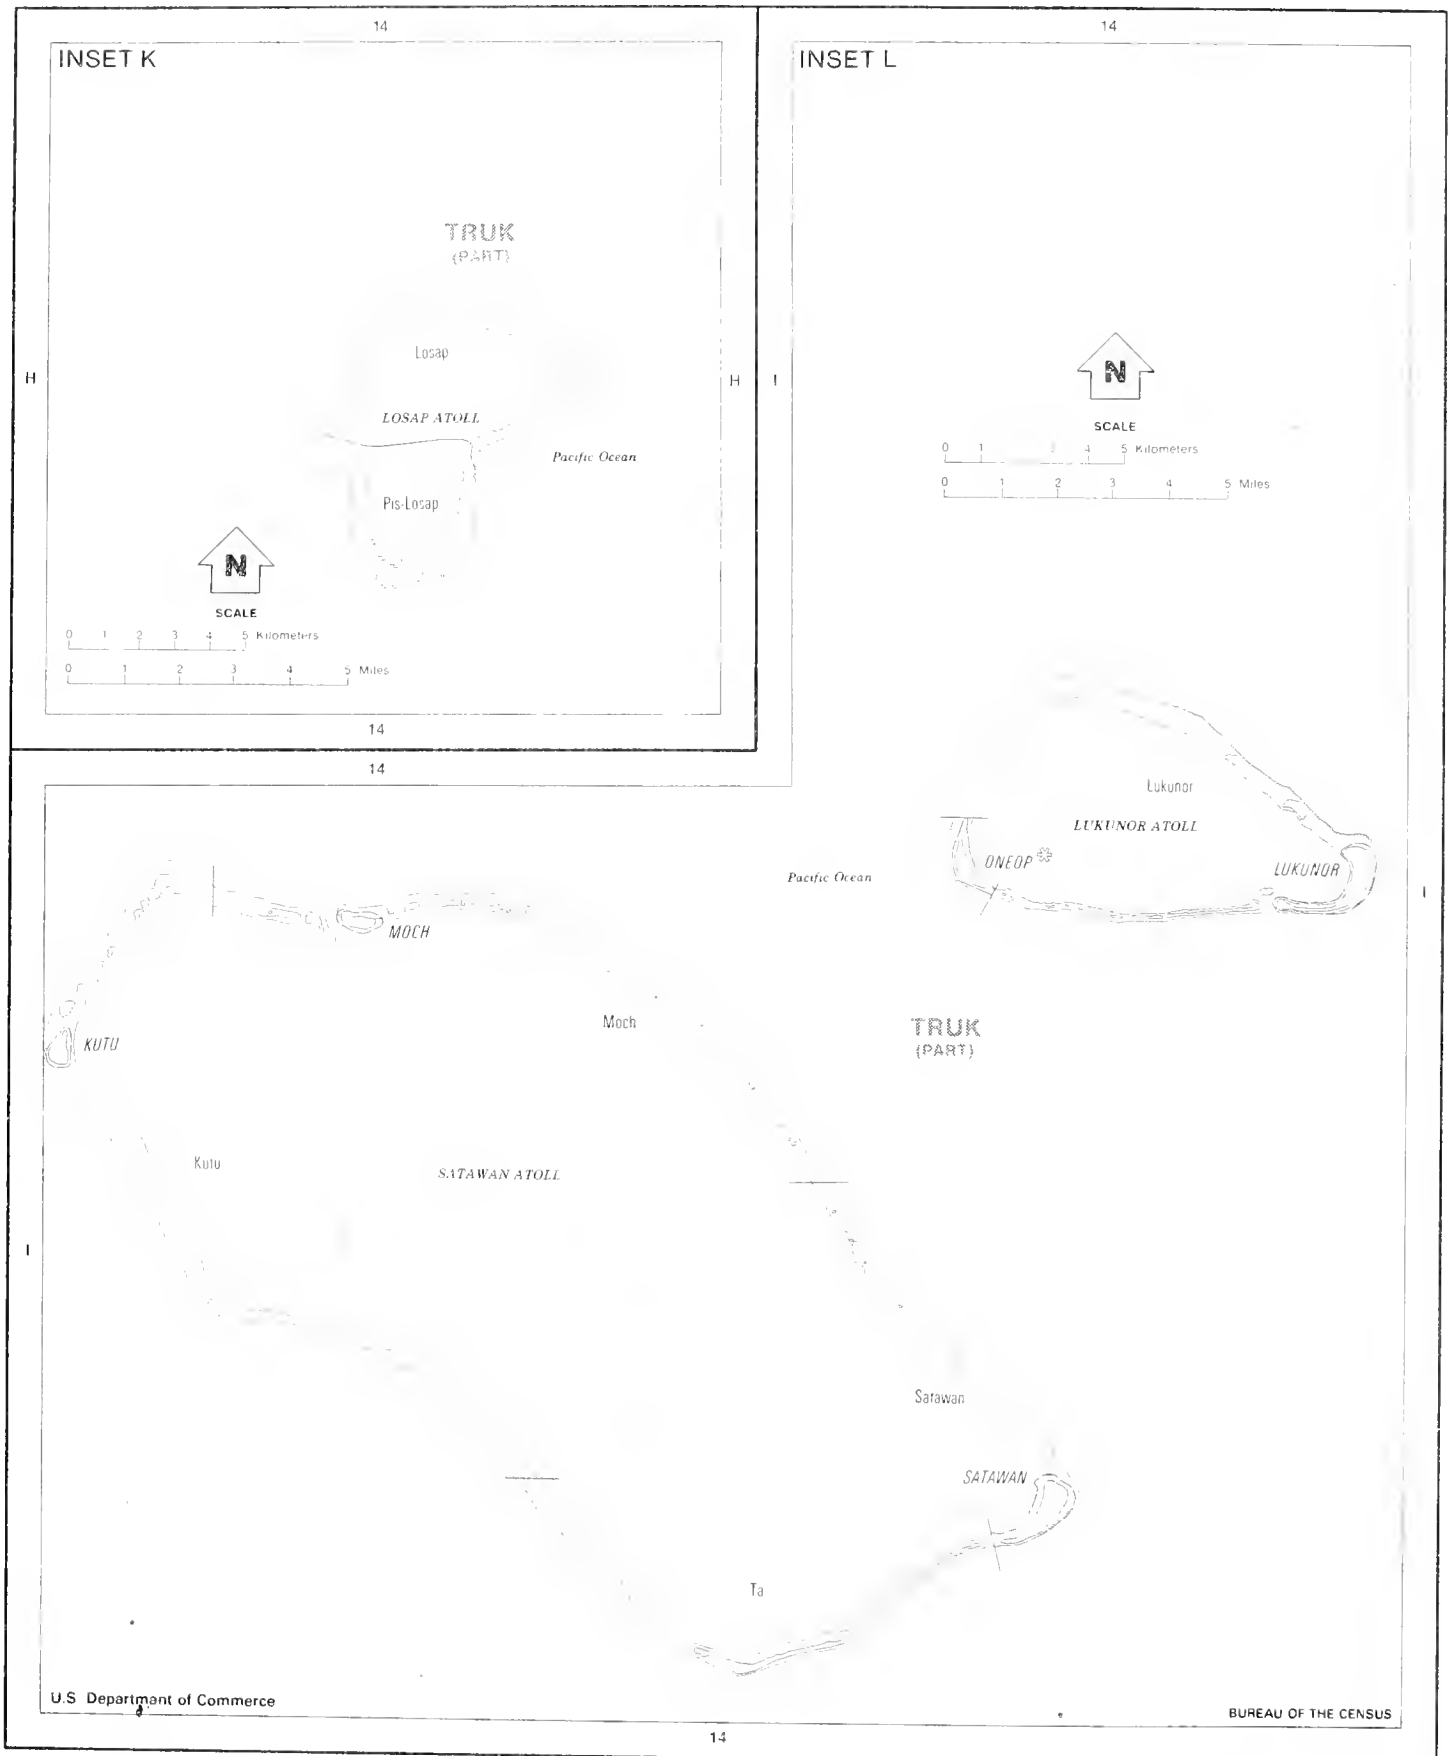 14
INSET K
TRUK
(PART)
Losap
H
H
LOSAP ATOLL
Pacific Ocean
Pis-Losap
N
SCALE
0 1 2 3 4 5 Kilometers
0 1 2 3 4 5 Miles
14
14
INSET L
I
N
SCALE
0 1 3 4 5 Kilometers
0 1 2 3 4 5 Miles
14
Lukunor
LUKUNOR ATOLL
ONEOP
LUKUNOR
Pacific Ocean
I
MOCH
Moch
TRUK
(PART)
KUTU
Kutu
SATAWAN ATOLL
I
Satawan
SATAWAN
Ta
U.S Department of Commerce
BUREAU OF THE CENSUS
14